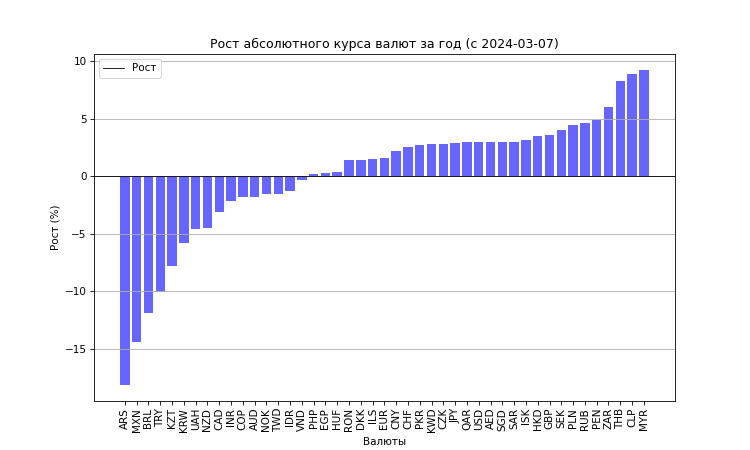 Рост абсолютного курса валют за год (с 2024-03-07)
Рост
10
5
0
−5
−10
−15
Рост (%)
ARS MXN BRL TRY KZT KRW UAH NZD CAD INR COP AUD NOK TWD IDR VND PHP EGP HUF RON DKK ILS EUR CNY CHF PKR KWD CZK JPY QAR USD AED SGD SAR ISK HKD GBP SEK PLN RUB PEN ZAR THB CLP MYR
Валюты